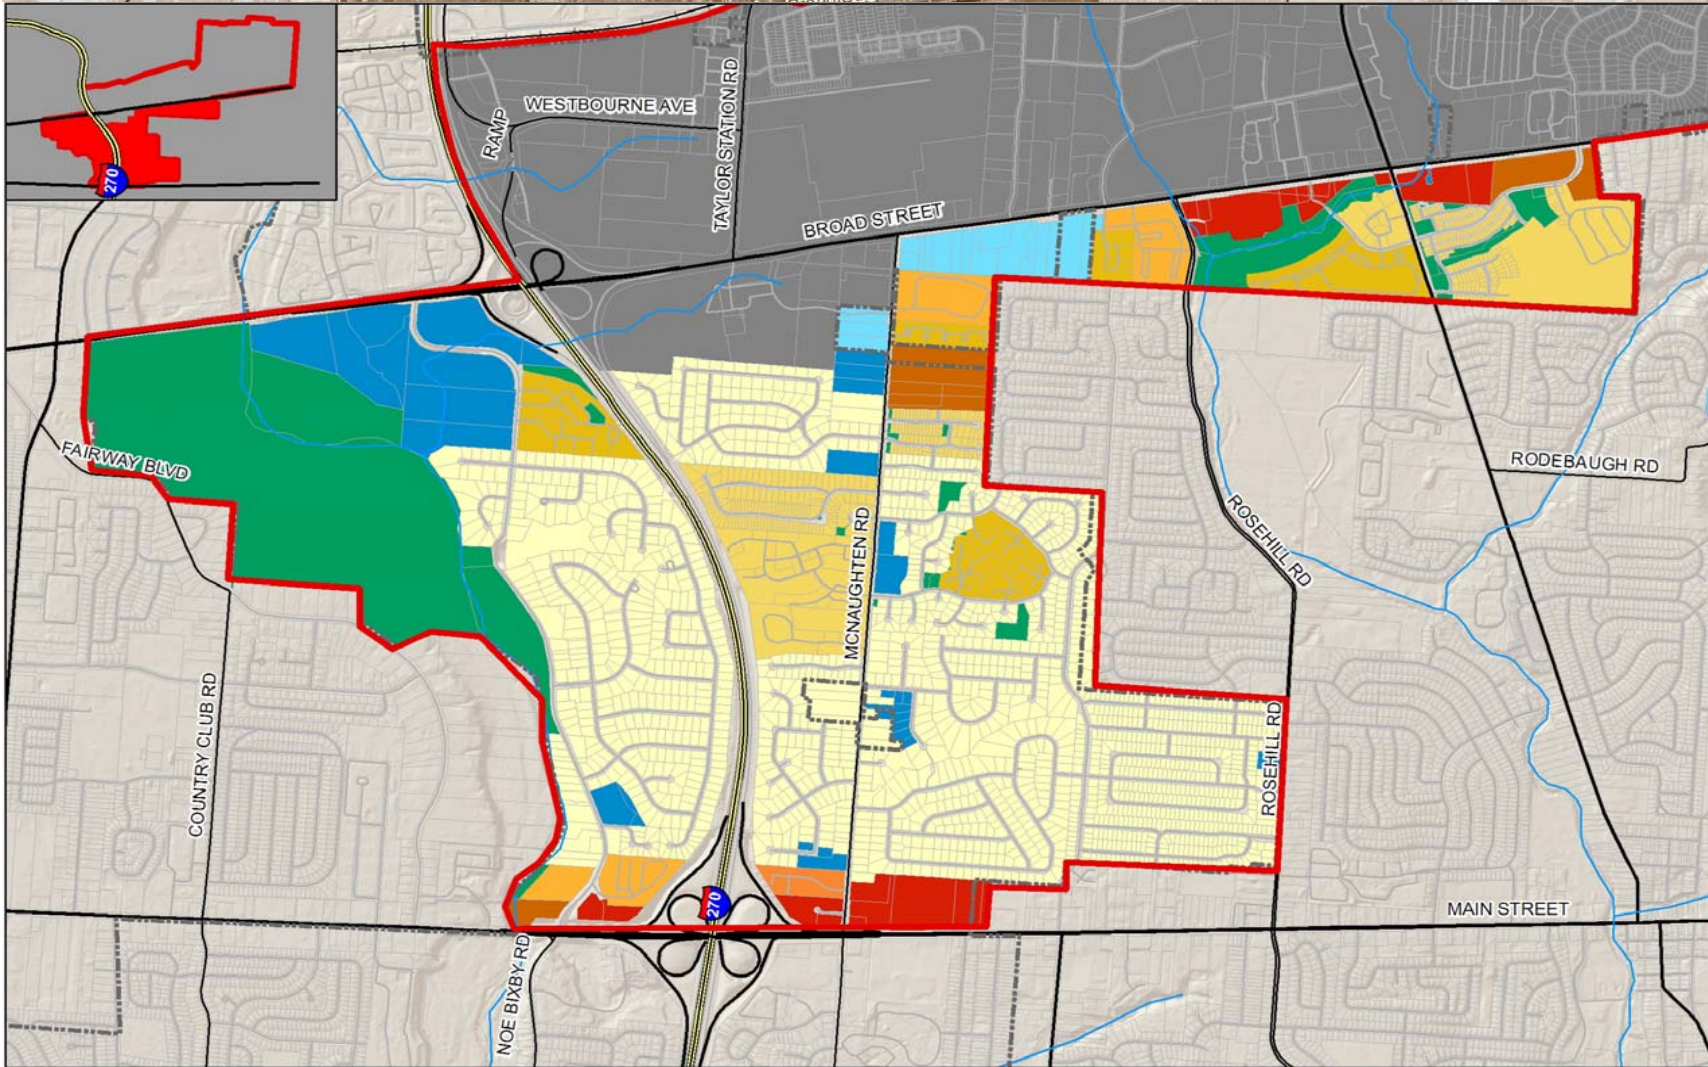 WESTBOURNE AVE
RAMP
TAYLOR STATION RD
270
BROAD STREET
FAIRWAY BLVD
RODEBAUGH RD
ROSEHILL RD
MCNAUGHTEN RD
COUNTRY CLUB RD
ROSEHILL RD
270
MAIN STREET
NOE BIXBY RD